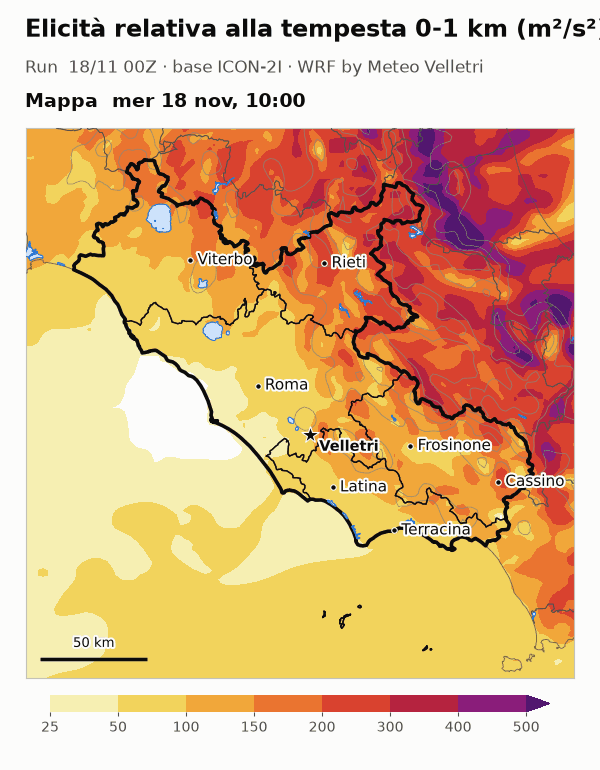 Elicità relativa alla tempesta 0-1 km (m²/s²)
Run 18/11 00Z · base ICON-2I · WRF by Meteo Velletri
Mappa mer 18 nov, 10:00
Viterbo
Rieti
Roma
Velletri
Frosinone
Cassino
Latina
Terracina
50 km
25 50 100 150 200 300 400 500